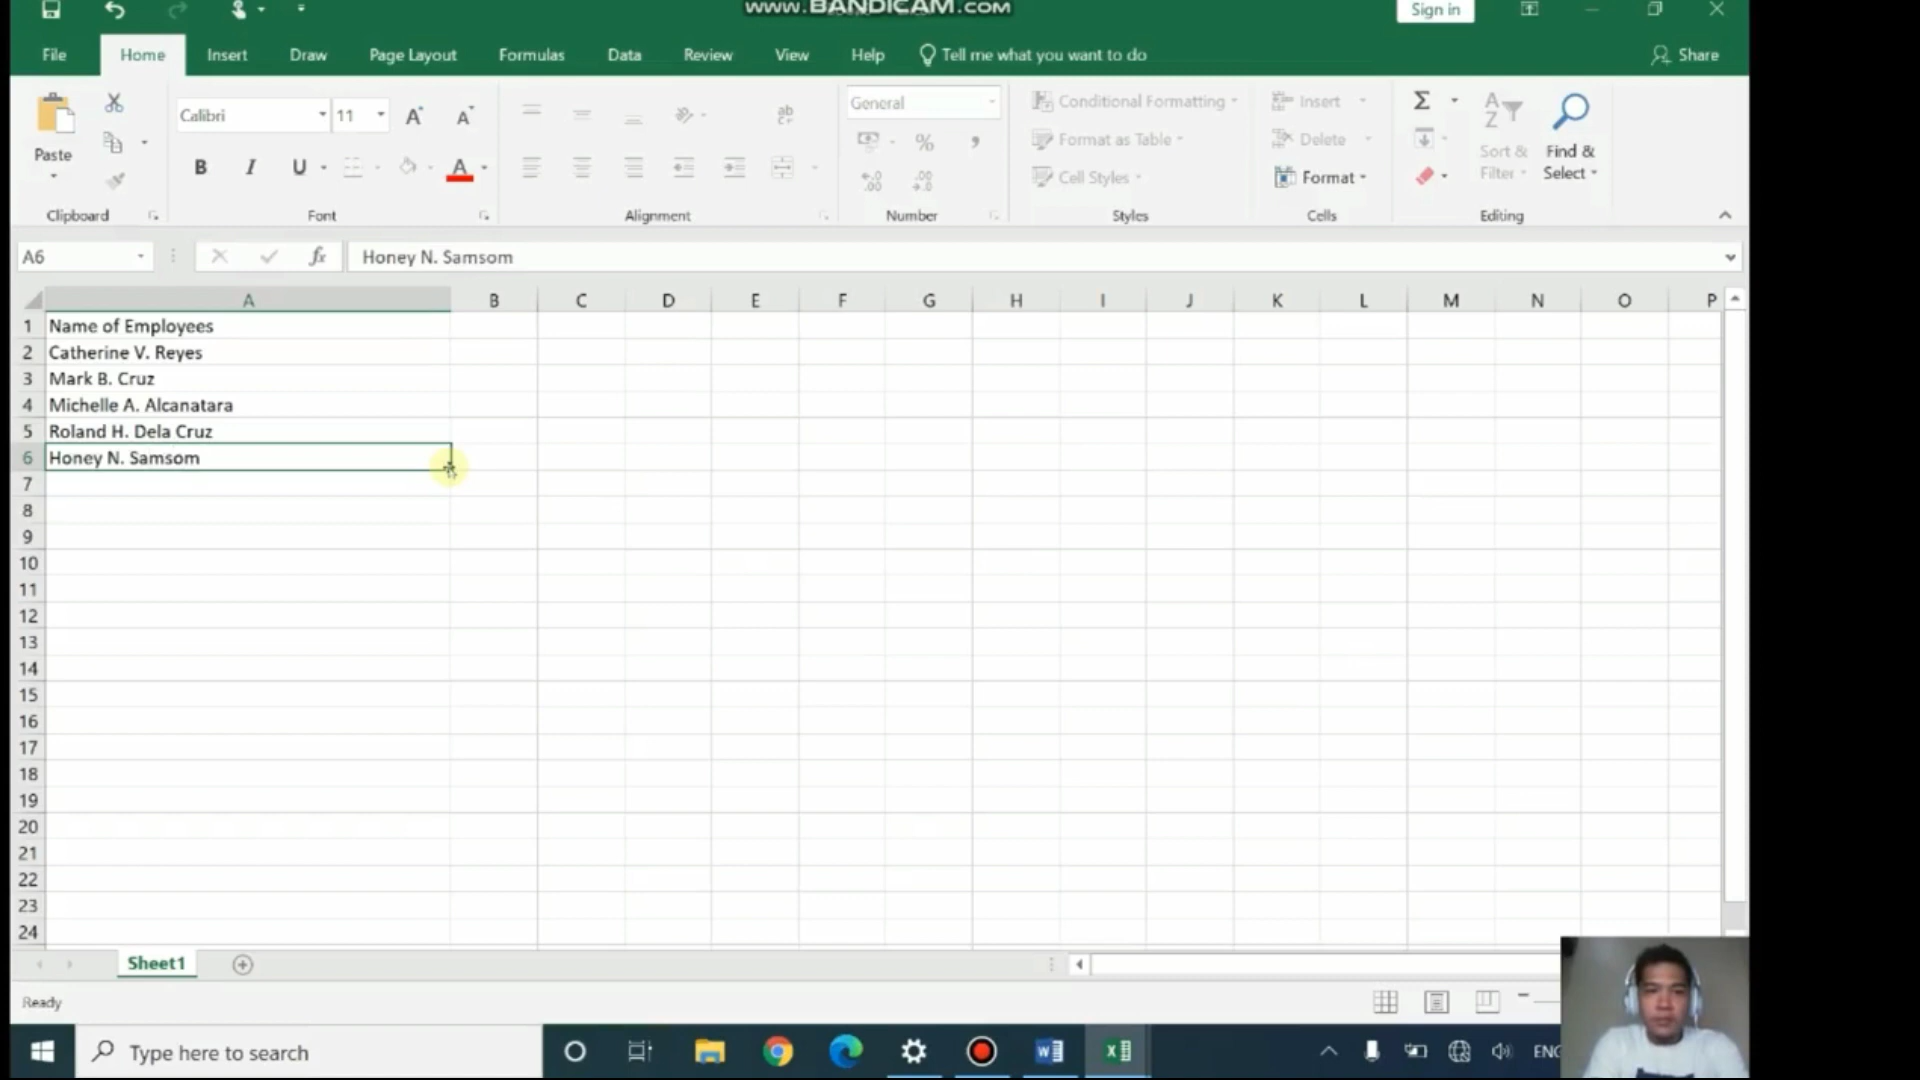 WWW.BANDICAM.COM
Sign in
File Home Insert Draw Page Layout Formulas Data Review View Help Tell me what you want to do Share
Paste
Clipboard
Calibri 11 A A
B I U A
Font
ab
Alignment
General
% ,
.00 .00
Number
Conditional Formatting
Format as Table
Cell Styles
Styles
Insert
Delete
Format
Cells
Σ
A Z
Sort & Filter
Find & Select
Editing
A6 fx Honey N. Samsom
A B C D E F G H I J K L M N O P
1 Name of Employees
2 Catherine V. Reyes
3 Mark B. Cruz
4 Michelle A. Alcanatara
5 Roland H. Dela Cruz
6 Honey N. Samsom
7
8
9
10
11
12
13
14
15
16
17
18
19
20
21
22
23
24
Sheet1
Ready
Type here to search
ENG